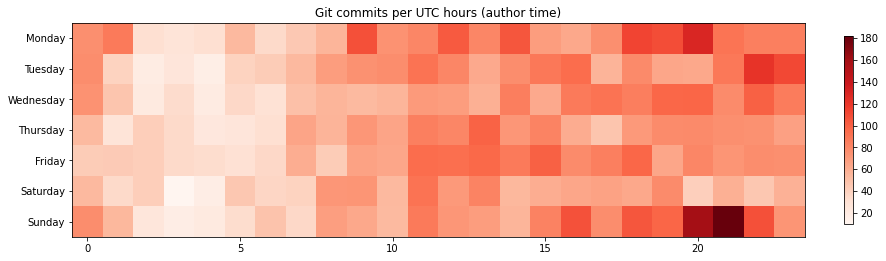 Git commits per UTC hours (author time)
Monday
Tuesday
Wednesday
Thursday
Friday
Saturday
Sunday
0 5 10 15 20
180
160
140
120
100
80
60
40
20